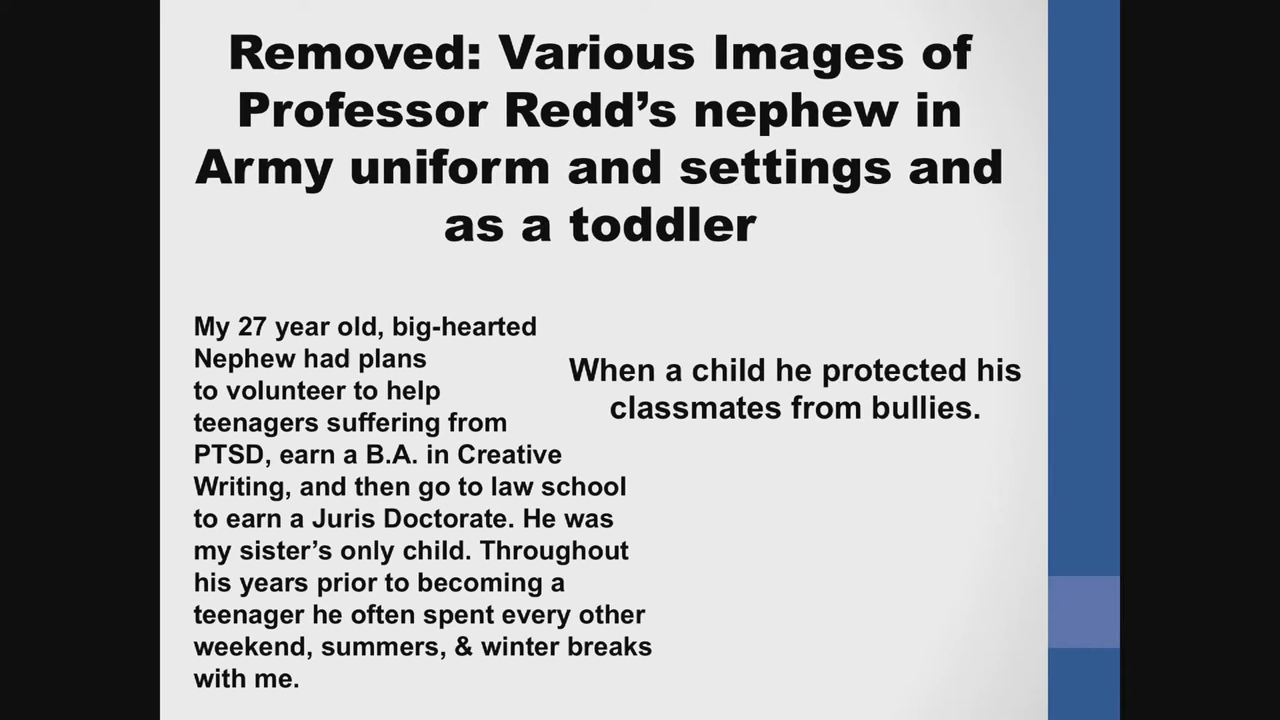 Removed: Various Images of
Professor Redd’s nephew in
Army uniform and settings and
as a toddler
My 27 year old, big-hearted
Nephew had plans
to volunteer to help
teenagers suffering from
PTSD, earn a B.A. in Creative
Writing, and then go to law school
to earn a Juris Doctorate. He was
my sister’s only child. Throughout
his years prior to becoming a
teenager he often spent every other
weekend, summers, & winter breaks
with me.
When a child he protected his
classmates from bullies.